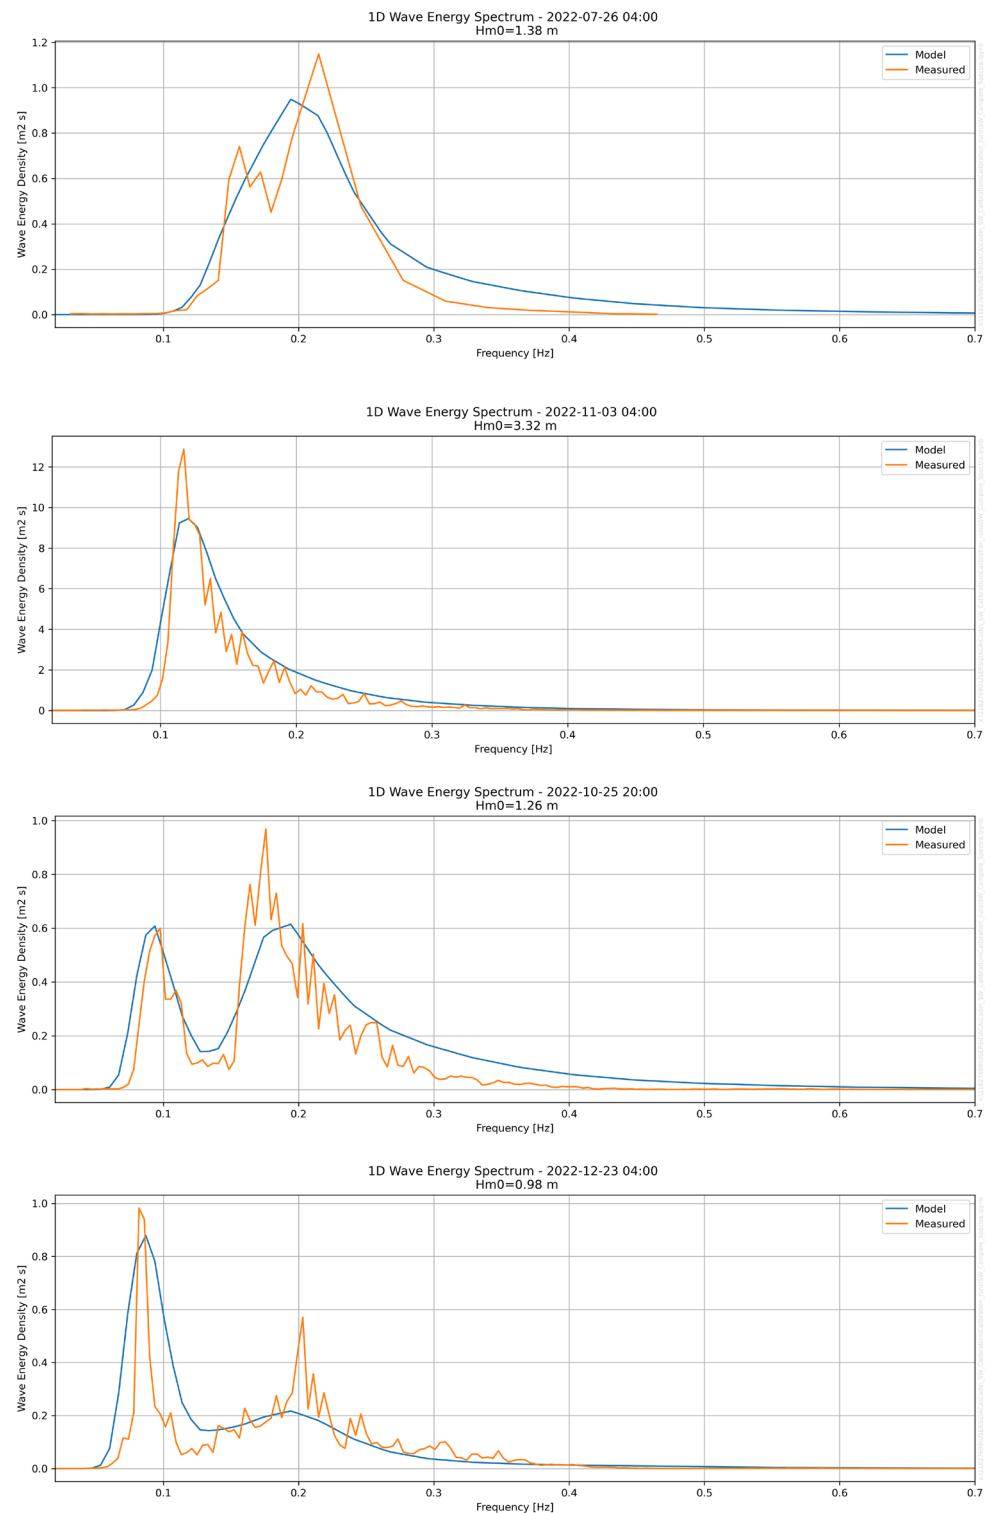 1D Wave Energy Spectrum - 2022-07-26 04:00
Hm0=1.38 m
Model
Measured
Wave Energy Density [m2 s]
1.2
1.0
0.8
0.6
0.4
0.2
0.0
0.1 0.2 0.3 0.4 0.5 0.6 0.7
Frequency [Hz]
1D Wave Energy Spectrum - 2022-11-03 04:00
Hm0=3.32 m
Model
Measured
Wave Energy Density [m2 s]
12
10
8
6
4
2
0
0.1 0.2 0.3 0.4 0.5 0.6 0.7
Frequency [Hz]
1D Wave Energy Spectrum - 2022-10-25 20:00
Hm0=1.26 m
Model
Measured
Wave Energy Density [m2 s]
1.0
0.8
0.6
0.4
0.2
0.0
0.1 0.2 0.3 0.4 0.5 0.6 0.7
Frequency [Hz]
1D Wave Energy Spectrum - 2022-12-23 04:00
Hm0=0.98 m
Model
Measured
Wave Energy Density [m2 s]
1.0
0.8
0.6
0.4
0.2
0.0
0.1 0.2 0.3 0.4 0.5 0.6 0.7
Frequency [Hz]